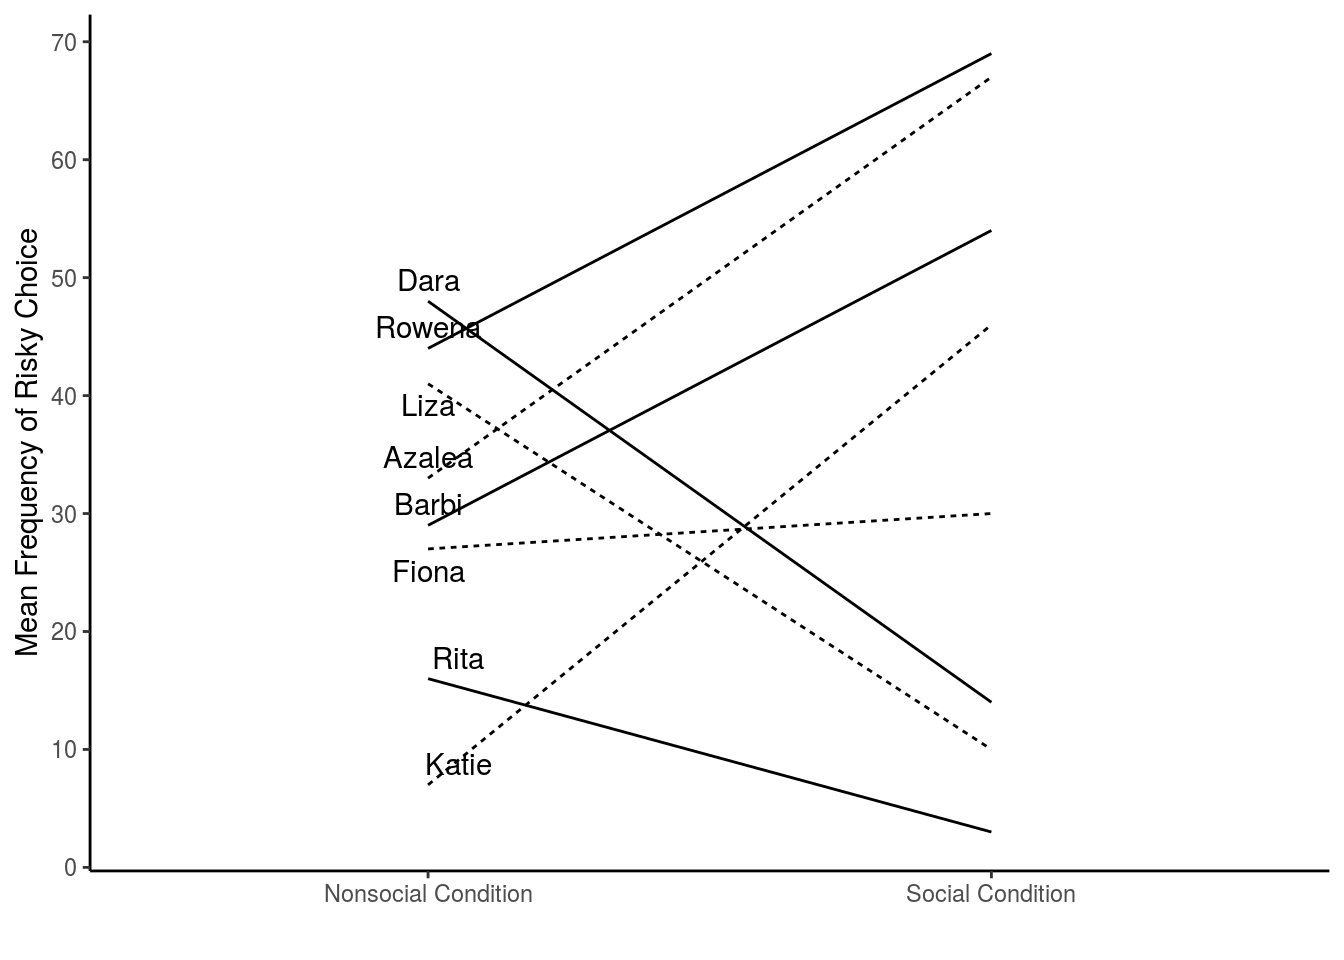 70
60
50
40
30
20
10
0
Mean Frequency of Risky Choice
Dara
Rowena
Liza
Azalea
Barbi
Fiona
Rita
Katie
Nonsocial Condition
Social Condition